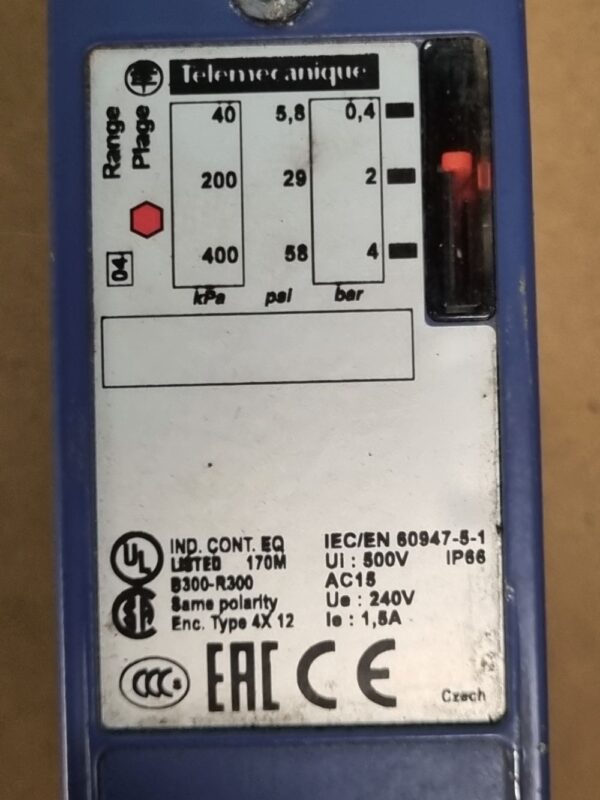 Telemecanique
Range
Plage
04
40 5,8 0,4
200 29 2
400 58 4
kPa psi bar
UL
IND. CONT. EQ
LISTED 170M
B300-R300
Same polarity
Enc. Type 4X 12
IEC/EN 60947-5-1
Ui : 500V IP66
AC15
Ue : 240V
Ie : 1,5A
CCC
EAC CE
Czech